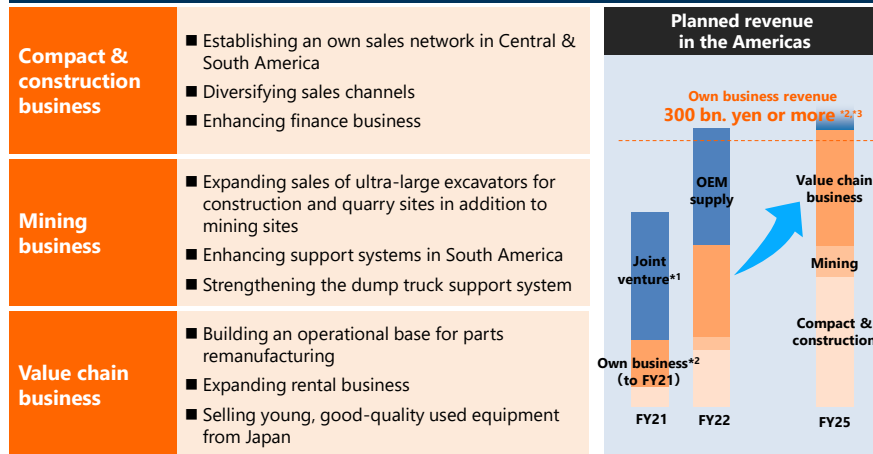 Compact &
construction
business
■ Establishing an own sales network in Central &
South America
■ Diversifying sales channels
■ Enhancing finance business
Mining
business
■ Expanding sales of ultra-large excavators for
construction and quarry sites in addition to
mining sites
■ Enhancing support systems in South America
■ Strengthening the dump truck support system
Value chain
business
■ Building an operational base for parts
remanufacturing
■ Expanding rental business
■ Selling young, good-quality used equipment
from Japan
Planned revenue
in the Americas
Own business revenue
300 bn. yen or more *2,*3
OEM
supply
Value chain
business
Joint
venture*1
Mining
Compact &
construction
Own business*2
(to FY21)
FY21
FY22
FY25